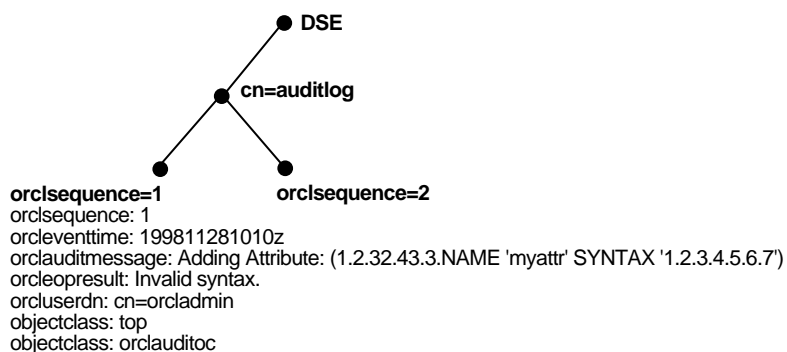 DSE
cn=auditlog
orclsequence=1
orclsequence=2
orclsequence: 1
orcleventtime: 199811281010z
orclauditmessage: Adding Attribute: (1.2.32.43.3.NAME 'myattr' SYNTAX '1.2.3.4.5.6.7')
orcleopresult: Invalid syntax.
orcluserdn: cn=orcladmin
objectclass: top
objectclass: orclauditoc